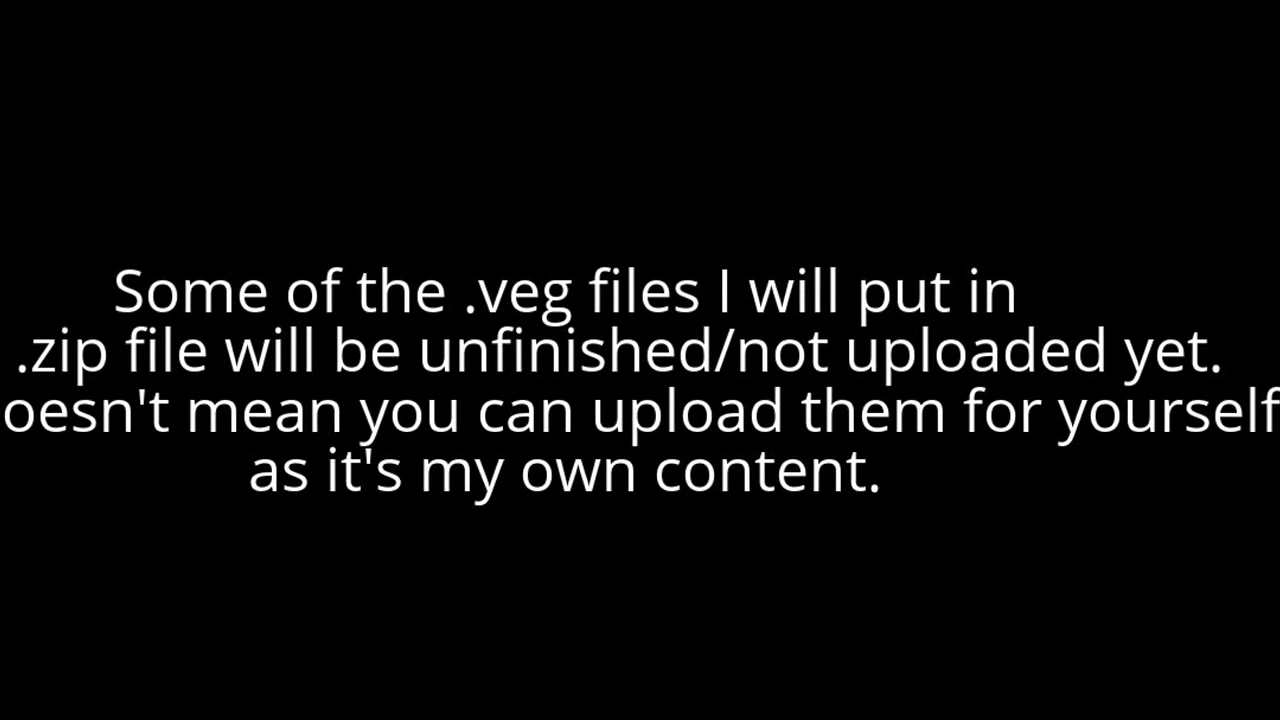 Some of the .veg files I will put in
.zip file will be unfinished/not uploaded yet.
oesn't mean you can upload them for yourself
as it's my own content.